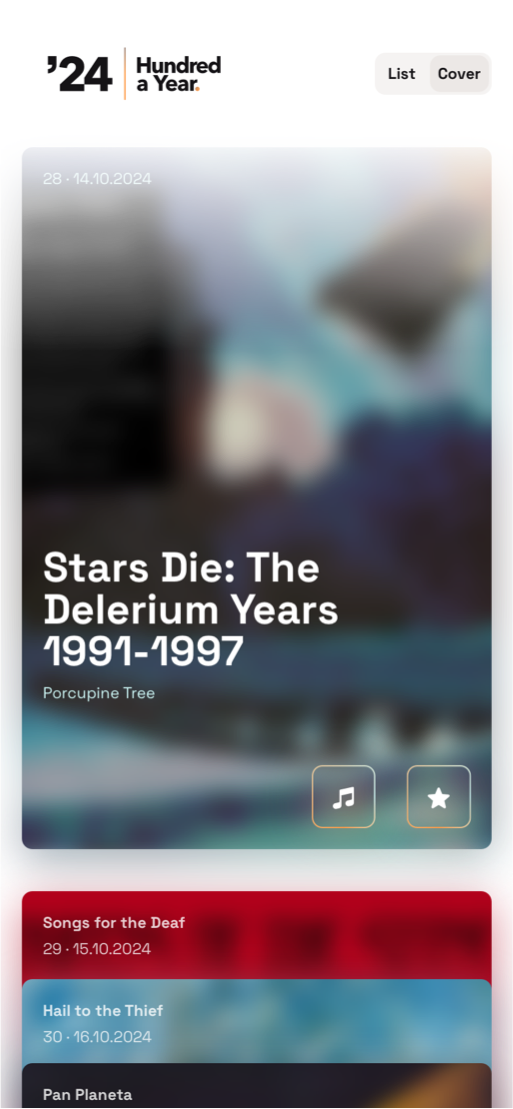 ’24
Hundred
a Year.
List
Cover
28 · 14.10.2024
Stars Die: The
Delerium Years
1991-1997
Porcupine Tree
Songs for the Deaf
29 · 15.10.2024
Hail to the Thief
30 · 16.10.2024
Pan Planeta